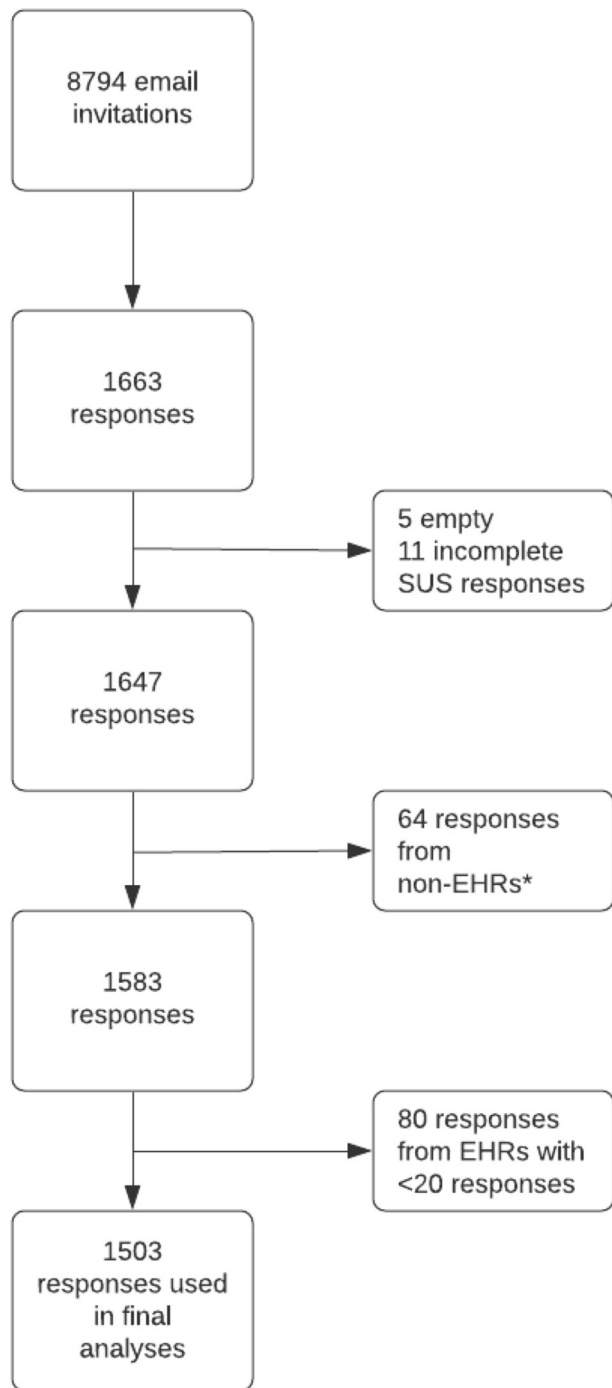 8794 email
invitations
1663
responses
5 empty
11 incomplete
SUS responses
1647
responses
64 responses
from
non-EHRs*
1583
responses
80 responses
from EHRs with
<20 responses
1503
responses used
in final
analyses